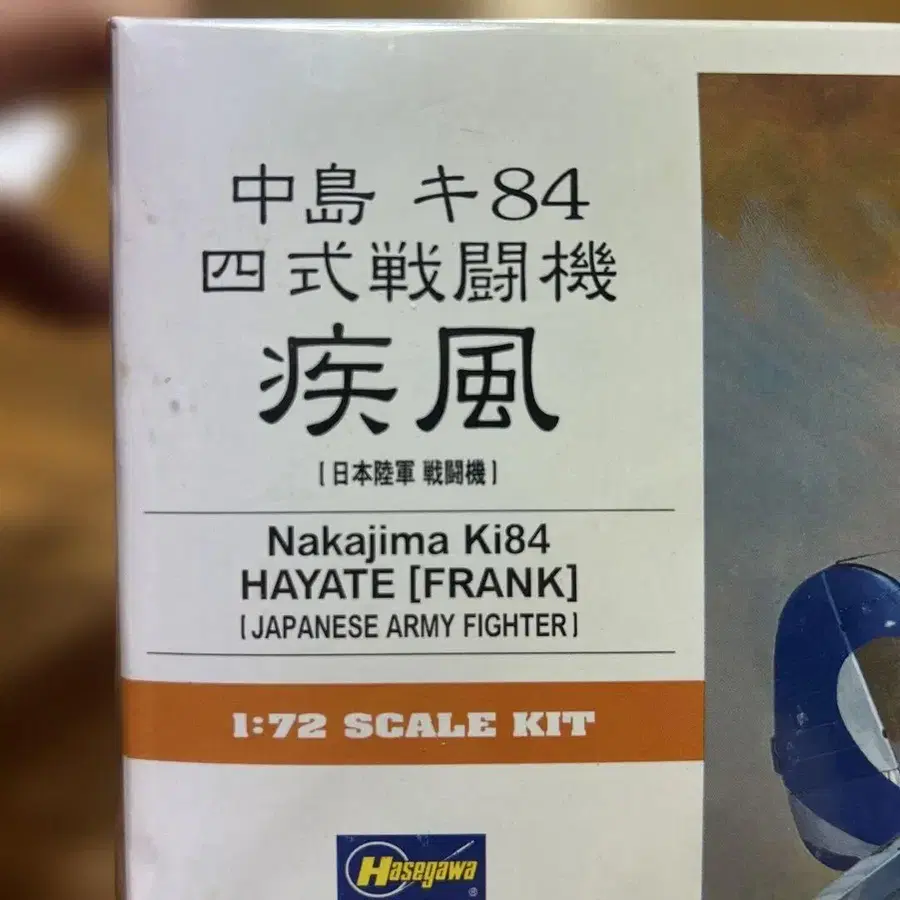 中島 キ84
四式戦闘機
疾風
[日本陸軍 戦闘機]
Nakajima Ki84
HAYATE [FRANK]
[JAPANESE ARMY FIGHTER]
1:72 SCALE KIT
Hasegawa®